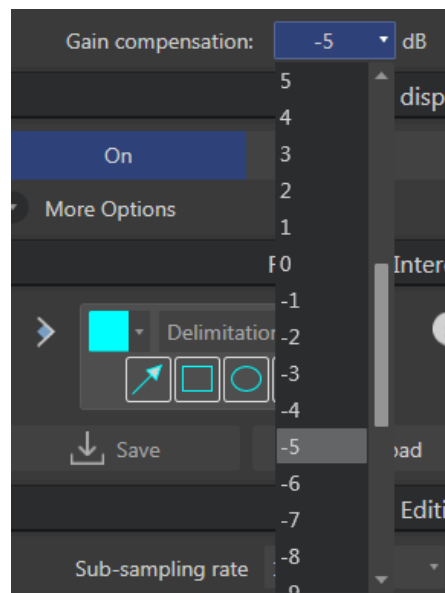 Gain compensation: -5 dB
5
disp
4
On 3
2
More Options
1
0 Inter
-1
Delimitation -2
-3
-4
Save -5 oad
-6
-7 Editi
Sub-sampling rate -8
-9